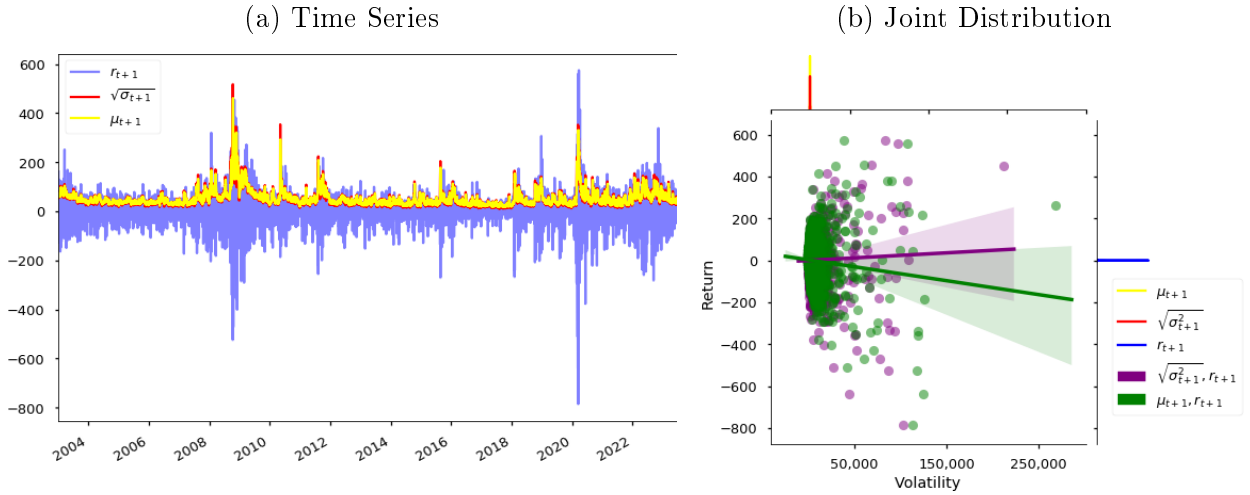 (a) Time Series
600
400
200
0
−200
−400
−600
−800
r_{t+1}
√σ_{t+1}
μ_{t+1}
2004
2006
2008
2010
2012
2014
2016
2018
2020
2022
(b) Joint Distribution
Return
600
400
200
0
−200
−400
−600
−800
50,000
150,000
250,000
Volatility
μ_{t+1}
√σ²_{t+1}
r_{t+1}
√σ²_{t+1}, r_{t+1}
μ_{t+1}, r_{t+1}